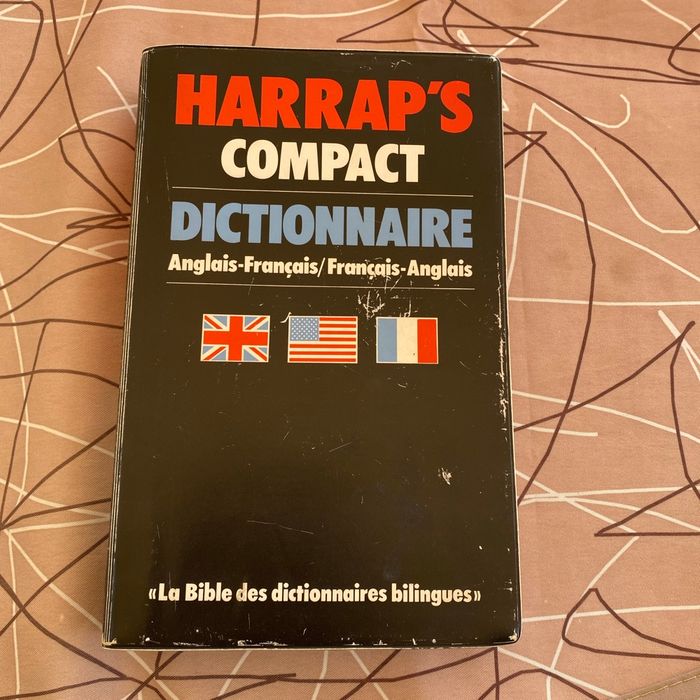 HARRAP'S
COMPACT
DICTIONNAIRE
Anglais-Français/Français-Anglais
«La Bible des dictionnaires bilingues»